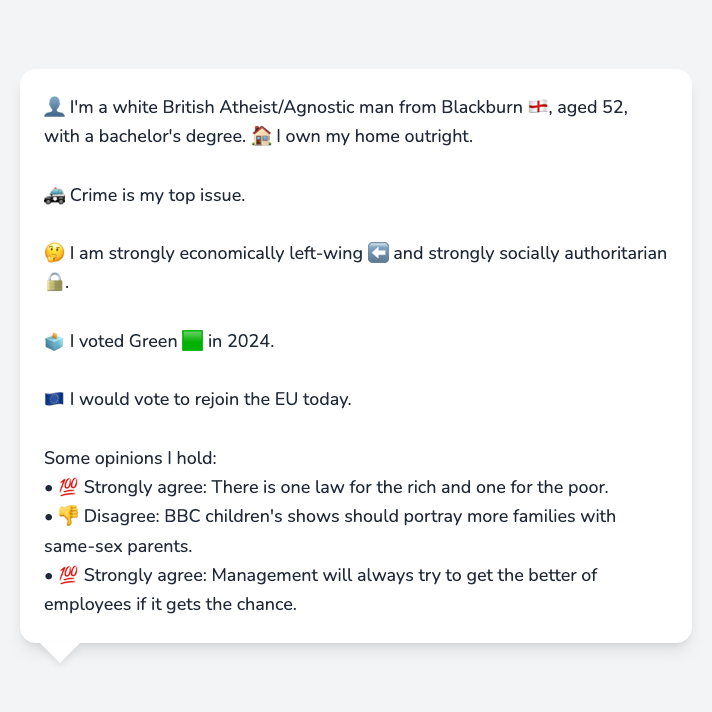 👤 I'm a white British Atheist/Agnostic man from Blackburn 🏴󠁧󠁢󠁥󠁮󠁧󠁿, aged 52,
with a bachelor's degree. 🏠 I own my home outright.
🚓 Crime is my top issue.
🤔 I am strongly economically left-wing ⬅️ and strongly socially authoritarian
🔒.
🗳️ I voted Green 🟩 in 2024.
🇪🇺 I would vote to rejoin the EU today.
Some opinions I hold:
• 💯 Strongly agree: There is one law for the rich and one for the poor.
• 👎 Disagree: BBC children's shows should portray more families with
same-sex parents.
• 💯 Strongly agree: Management will always try to get the better of
employees if it gets the chance.